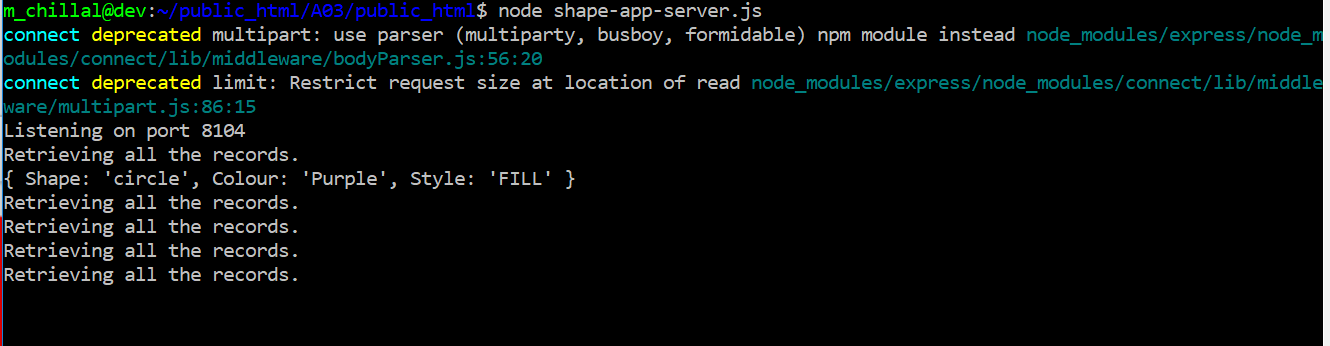 m_chillal@dev:~/public_html/A03/public_html$ node shape-app-server.js
connect deprecated multipart: use parser (multiparty, busboy, formidable) npm module instead node_modules/express/node_m
odules/connect/lib/middleware/bodyParser.js:56:20
connect deprecated limit: Restrict request size at location of read node_modules/express/node_modules/connect/lib/middle
ware/multipart.js:86:15
Listening on port 8104
Retrieving all the records.
{ Shape: 'circle', Colour: 'Purple', Style: 'FILL' }
Retrieving all the records.
Retrieving all the records.
Retrieving all the records.
Retrieving all the records.